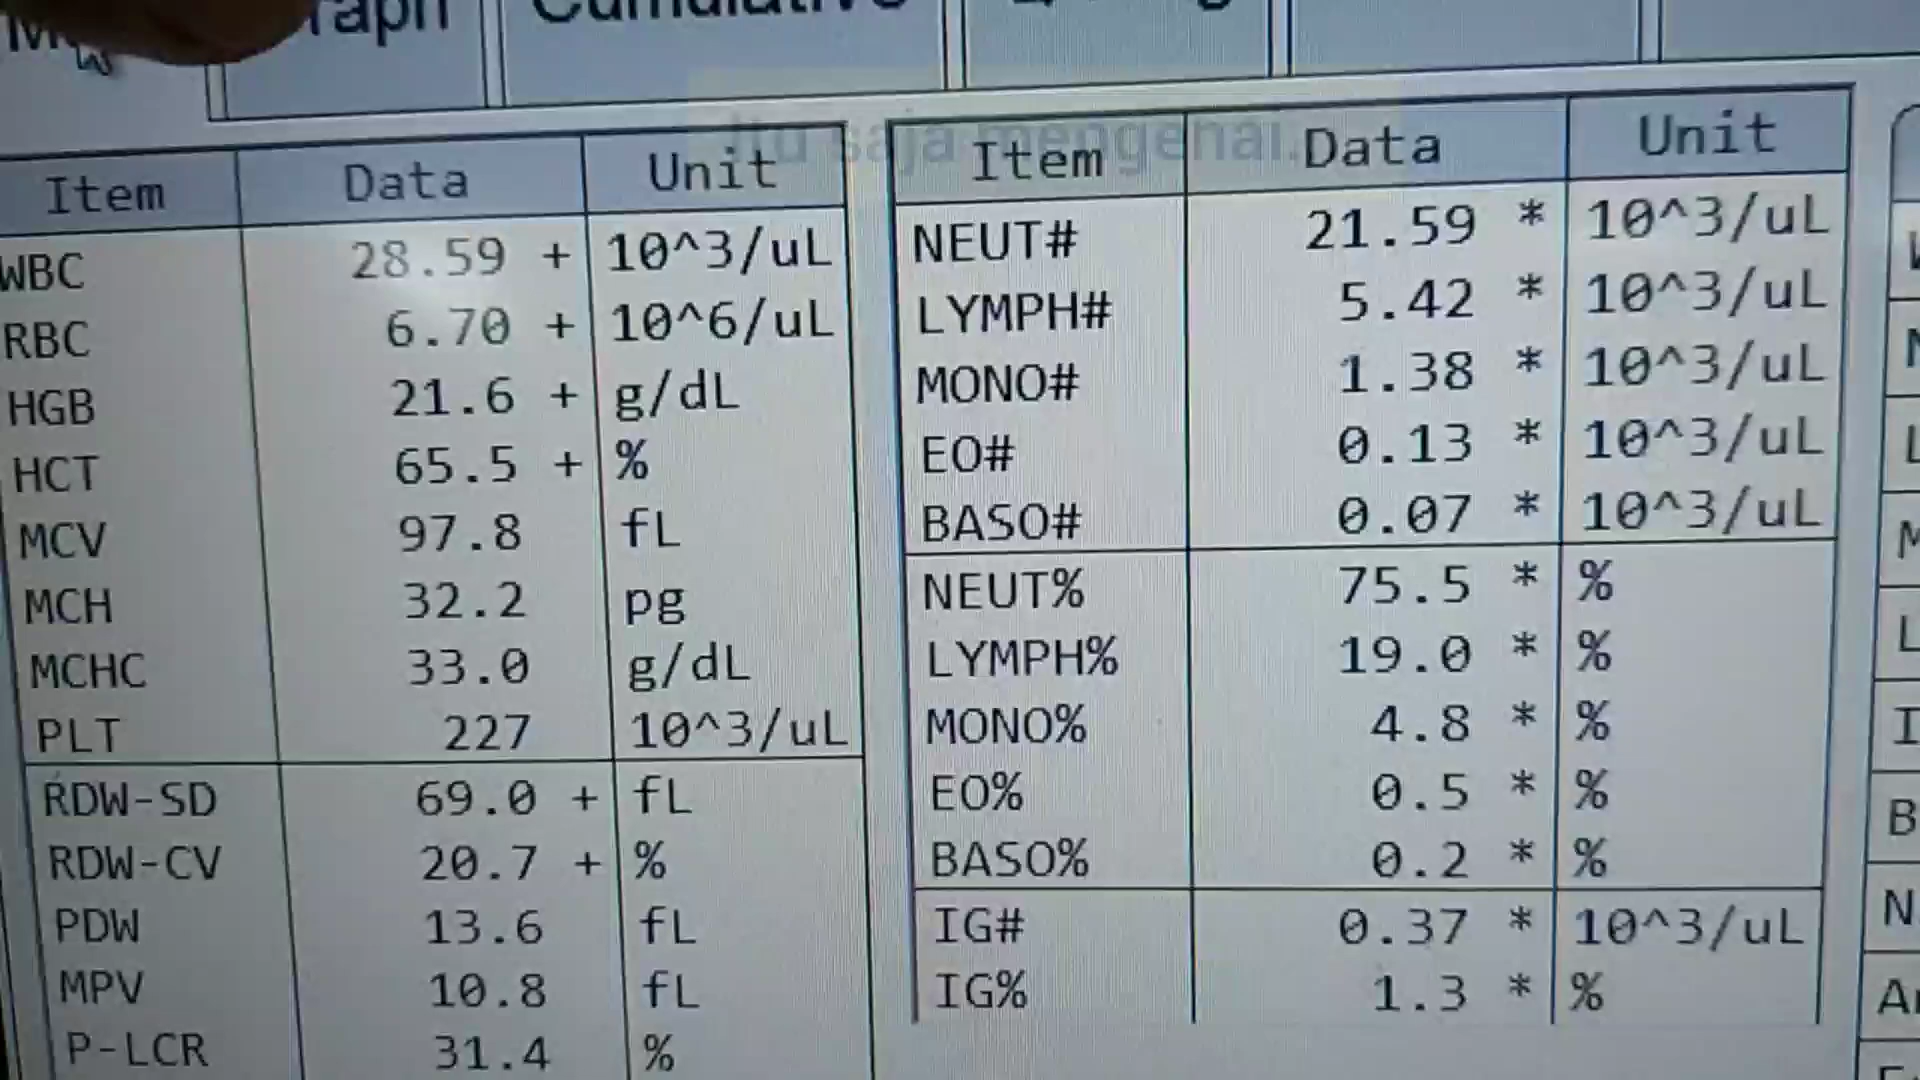 raph
Cumulative
Item Data Unit
WBC 28.59 + 10^3/uL
RBC 6.70 + 10^6/uL
HGB 21.6 + g/dL
HCT 65.5 + %
MCV 97.8 fL
MCH 32.2 pg
MCHC 33.0 g/dL
PLT 227 10^3/uL
RDW-SD 69.0 + fL
RDW-CV 20.7 + %
PDW 13.6 fL
MPV 10.8 fL
P-LCR 31.4 %
itu saja mengenai..
Item Data Unit
NEUT# 21.59 * 10^3/uL
LYMPH# 5.42 * 10^3/uL
MONO# 1.38 * 10^3/uL
EO# 0.13 * 10^3/uL
BASO# 0.07 * 10^3/uL
NEUT% 75.5 * %
LYMPH% 19.0 * %
MONO% 4.8 * %
EO% 0.5 * %
BASO% 0.2 * %
IG# 0.37 * 10^3/uL
IG% 1.3 * %